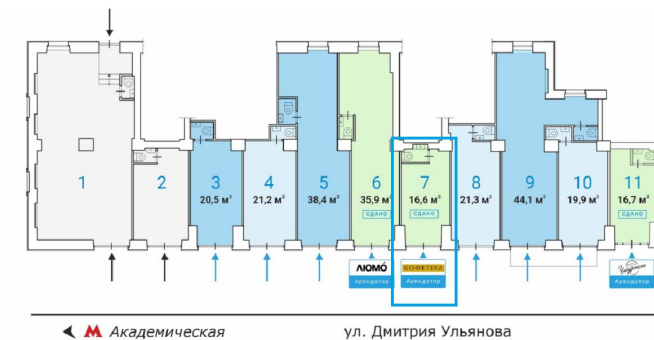 1
2
3
20,5 м²
4
21,2 м²
5
38,4 м²
6
35,9 м²
СДАНО
7
16,6 м²
СДАНО
8
21,3 м²
9
44,1 м²
10
19,9 м²
11
16,7 м²
СДАНО
ЛЮМО́
Арендатор
КОФЕТЕКА
Арендатор
Арендатор
М Академическая
ул. Дмитрия Ульянова